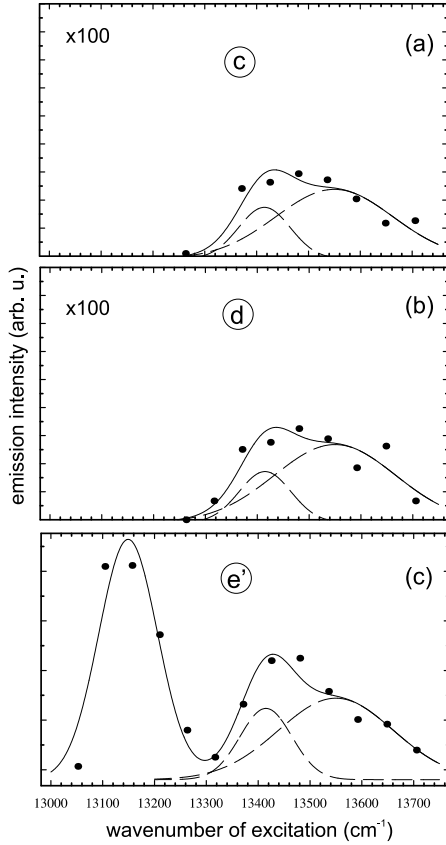 x100
(a)
c
x100
(b)
d
emission intensity (arb. u.)
(c)
e'
13000 13100 13200 13300 13400 13500 13600 13700
wavenumber of excitation (cm⁻¹)